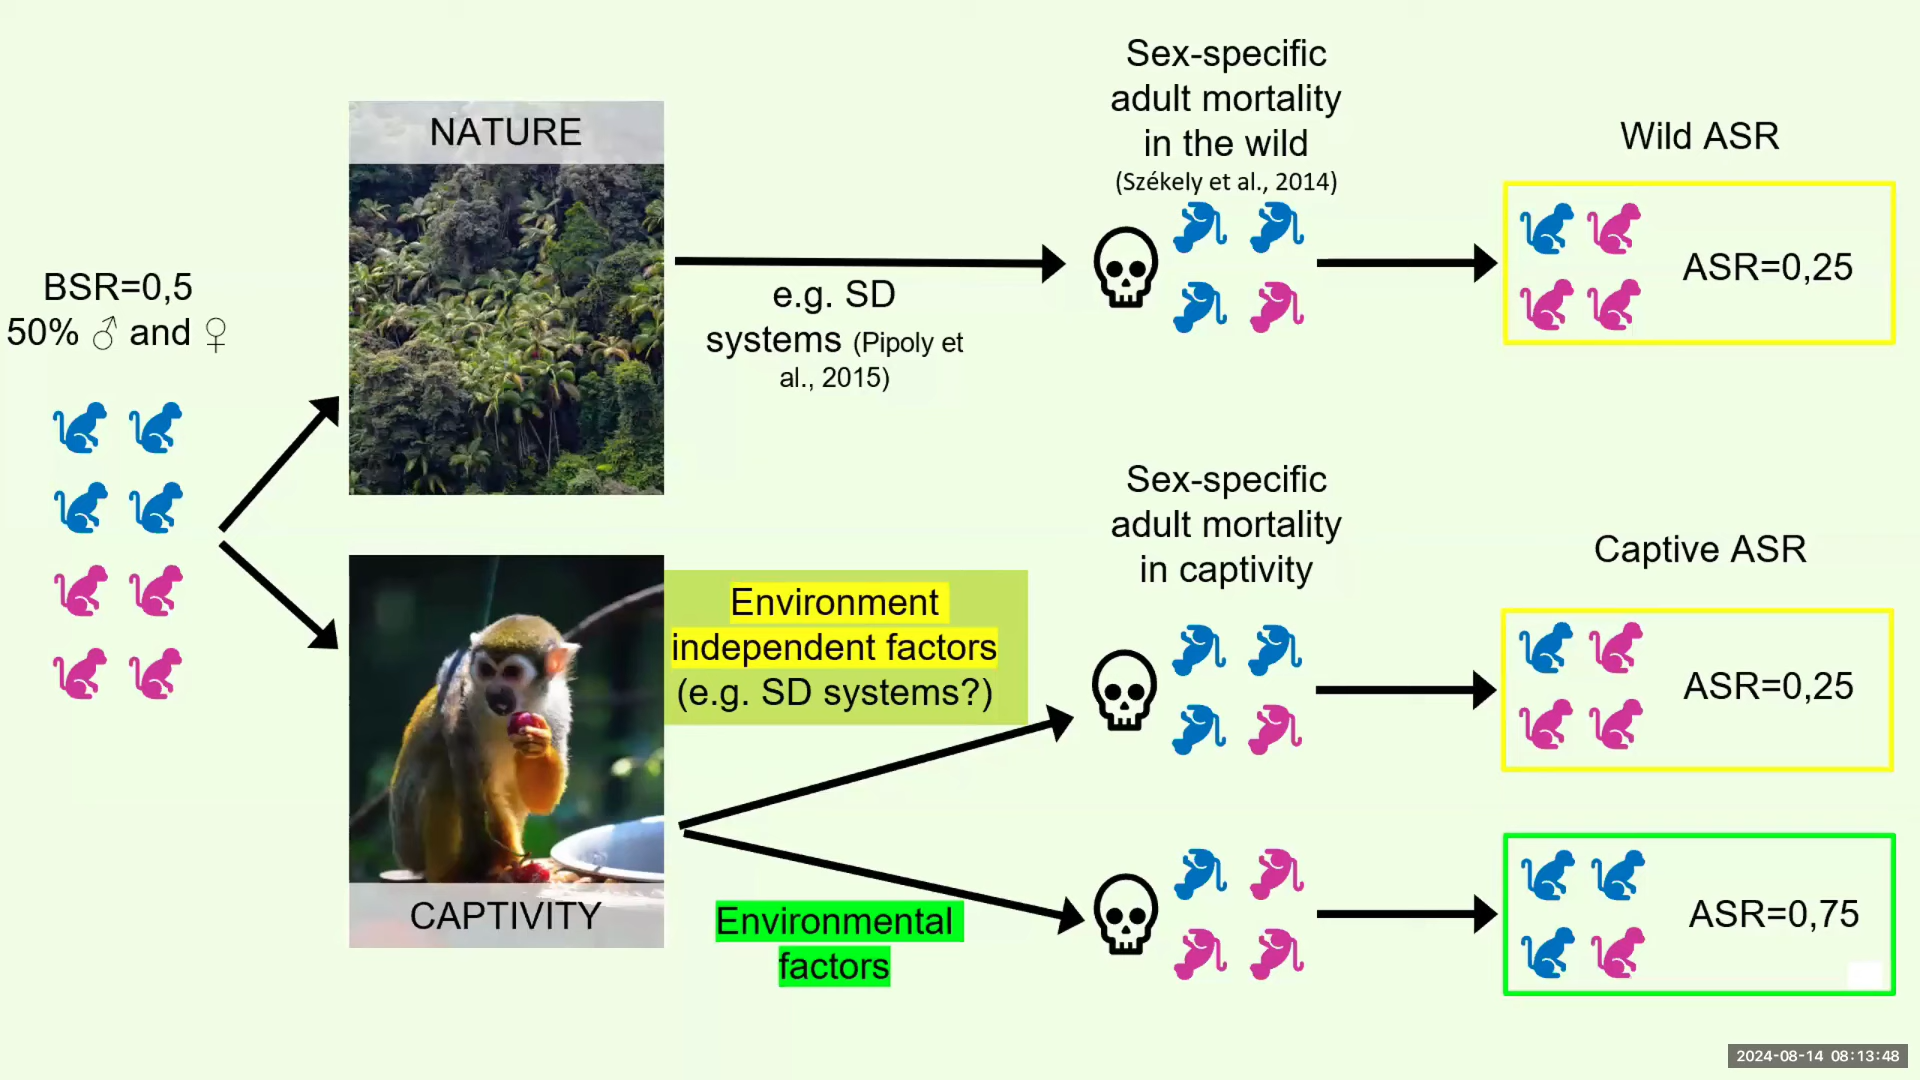 BSR=0,5
50% ♂ and ♀
NATURE
e.g. SD
systems (Pipoly et
al., 2015)
Sex-specific
adult mortality
in the wild
(Székely et al., 2014)
Wild ASR
ASR=0,25
CAPTIVITY
Environment
independent factors
(e.g. SD systems?)
Environmental
factors
Sex-specific
adult mortality
in captivity
Captive ASR
ASR=0,25
ASR=0,75
2024-08-14 08:13:48